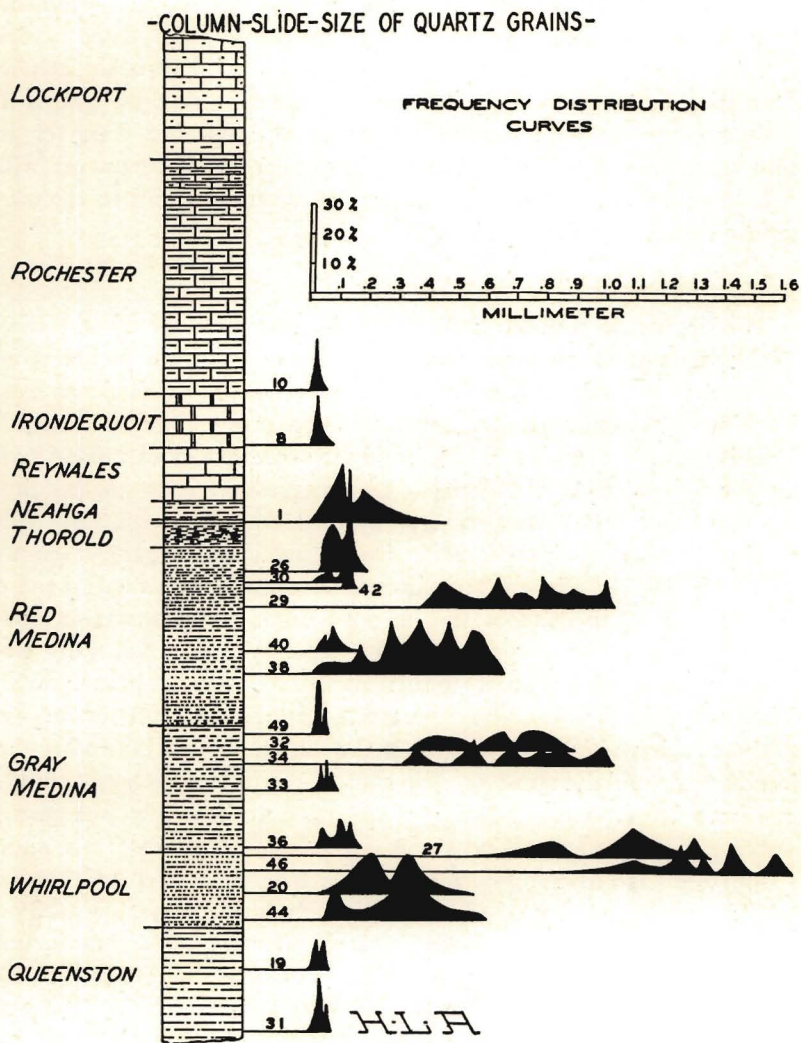 -COLUMN-SLIDE-SIZE OF QUARTZ GRAINS-
LOCKPORT
FREQUENCY DISTRIBUTION
CURVES
30%
20%
10%
.1 .2 .3 .4 .5 .6 .7 .8 .9 1.0 1.1 1.2 1.3 1.4 1.5 1.6
MILLIMETER
ROCHESTER
10
IRONDEQUOIT
8
REYNALES
NEAHGA
1
THOROLD
26
30
42
29
RED
MEDINA
40
38
49
32
34
GRAY
MEDINA
33
36
27
46
WHIRLPOOL
20
44
QUEENSTON
19
31
H.L.A